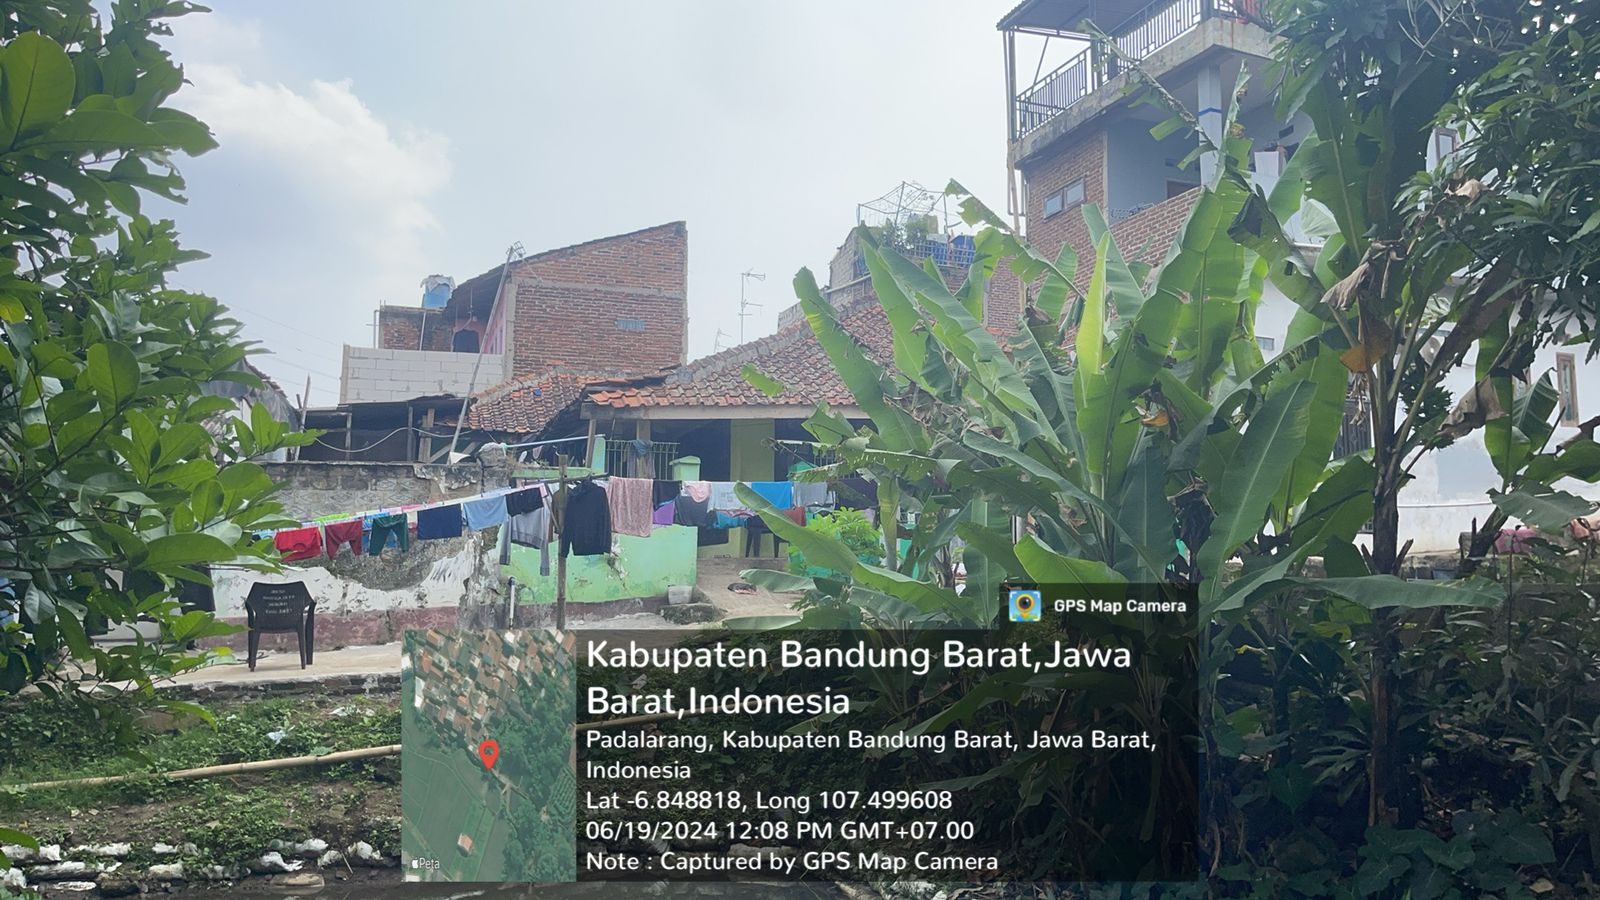 GPS Map Camera
Kabupaten Bandung Barat,Jawa
Barat,Indonesia
Padalarang, Kabupaten Bandung Barat, Jawa Barat,
Indonesia
Lat -6.848818, Long 107.499608
06/19/2024 12:08 PM GMT+07.00
Note : Captured by GPS Map Camera
Peta